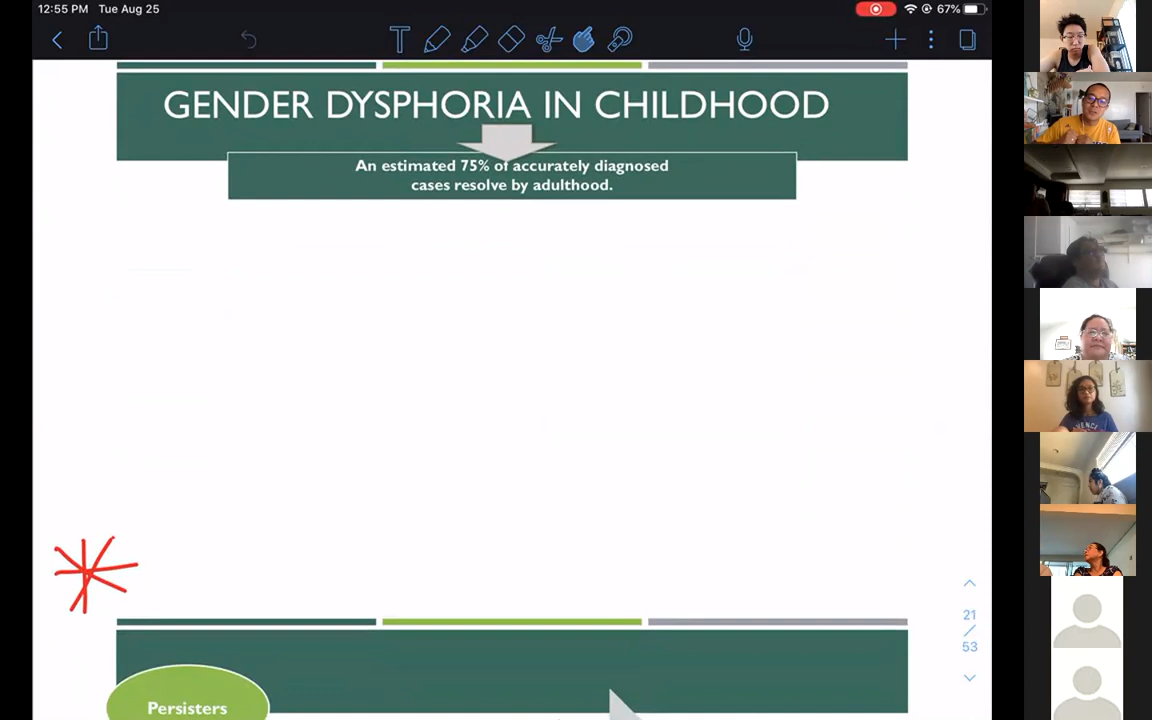 12:55 PM Tue Aug 25
67%
T
GENDER DYSPHORIA IN CHILDHOOD
An estimated 75% of accurately diagnosed
cases resolve by adulthood.
21
/
53
Persisters